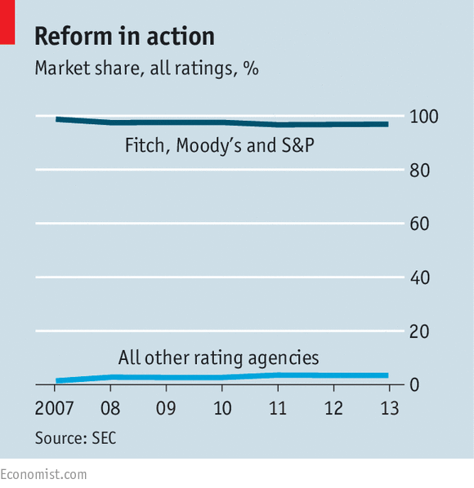 Reform in action
Market share, all ratings, %
100
Fitch, Moody's and S&P
80
60
40
20
All other rating agencies
0
2007 08 09 10 11 12 13
Source: SEC
Economist.com